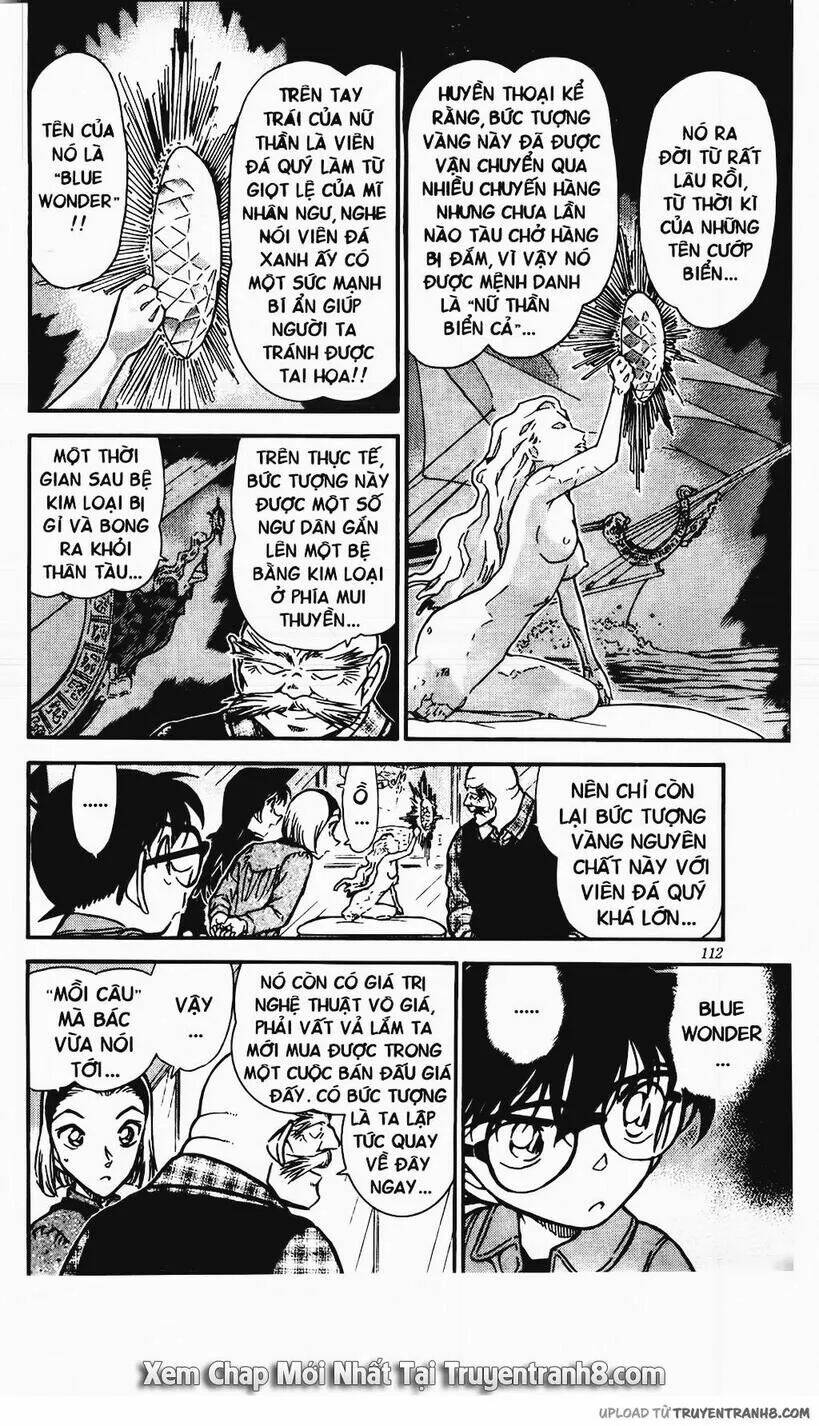 NÓ RA
ĐỜI TỪ RẤT
LÂU RỒI,
TỪ THỜI KÌ
CỦA NHỮNG
TÊN CƯỚP
BIỂN...
HUYỀN THOẠI KỂ
RẰNG, BỨC TƯỢNG
VÀNG NÀY ĐÃ ĐƯỢC
VẬN CHUYỂN QUA
NHIỀU CHUYẾN HÀNG
NHƯNG CHƯA LẦN
NÀO TÀU CHỞ HÀNG
BỊ ĐẮM, VÌ VẬY NÓ
ĐƯỢC MỆNH DANH
LÀ "NỮ THẦN
BIỂN CẢ"...
TRÊN TAY
TRÁI CỦA NỮ
THẦN LÀ VIÊN
ĐÁ QUÝ LÀM TỪ
GIỌT LỆ CỦA MĨ
NHÂN NGƯ, NGHE
NÓI VIÊN ĐÁ
XANH ẤY CÓ
MỘT SỨC MẠNH
BÍ ẨN GIÚP
NGƯỜI TA
TRÁNH ĐƯỢC
TAI HỌA!!
TÊN CỦA
NÓ LÀ
"BLUE
WONDER"
!!
TRÊN THỰC TẾ,
BỨC TƯỢNG NÀY
ĐƯỢC MỘT SỐ
NGƯ DÂN GẮN
LÊN MỘT BỆ
BẰNG KIM LOẠI
Ở PHÍA MUI
THUYỀN...
MỘT THỜI
GIAN SAU BỆ
KIM LOẠI BỊ
GỈ VÀ BONG
RA KHỎI
THÂN TÀU...
NÊN CHỈ CÒN
LẠI BỨC TƯỢNG
VÀNG NGUYÊN
CHẤT NÀY VỚI
VIÊN ĐÁ QUÝ
KHÁ LỚN...
Ồ
...
......
112
BLUE
WONDER
...
......
NÓ CÒN CÓ GIÁ TRỊ
NGHỆ THUẬT VÔ GIÁ,
PHẢI VẤT VẢ LẮM TA
MỚI MUA ĐƯỢC TRONG
MỘT CUỘC BÁN ĐẤU GIÁ
ĐẤY. CÓ BỨC TƯỢNG
LÀ TA LẬP
TỨC QUAY
VỀ ĐÂY
NGAY...
VẬY
...
"MỒI CÂU"
MÀ BÁC
VỪA NÓI
TỚI...
Xem Chap Mới Nhất Tại Truyentranh8.com
UPLOAD TỪ TRUYENTRANH8.COM